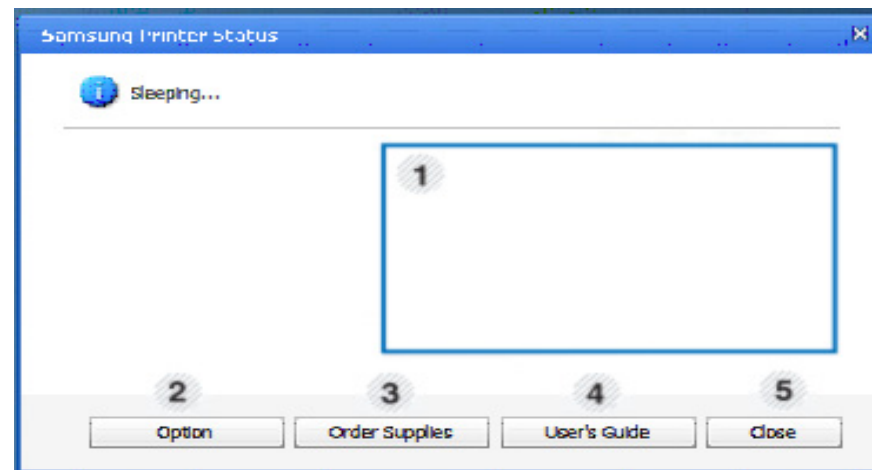 Samsung Printer Status
Sleeping...
1
2
3
4
5
Option
Order Supplies
User's Guide
Close